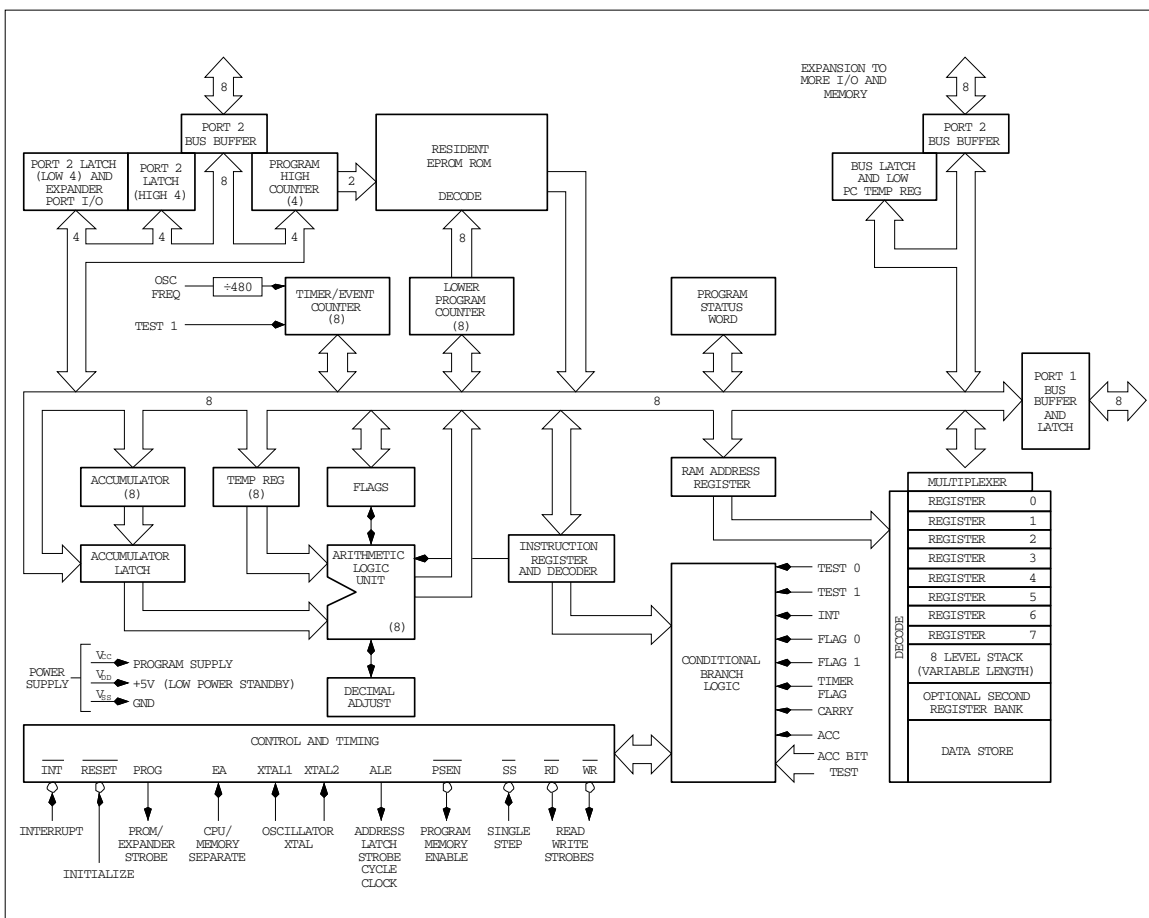 EXPANSION TO
MORE I/O AND
MEMORY
8
8
PORT 2
BUS BUFFER
PORT 2
BUS BUFFER
PORT 2 LATCH
(LOW 4) AND
EXPANDER
PORT I/O
PORT 2
LATCH
(HIGH 4)
8
PROGRAM
HIGH
COUNTER
(4)
2
RESIDENT
EPROM ROM
DECODE
BUS LATCH
AND LOW
PC TEMP REG
4
4
4
8
OSC
FREQ
÷480
TEST 1
TIMER/EVENT
COUNTER
(8)
LOWER
PROGRAM
COUNTER
(8)
PROGRAM
STATUS
WORD
PORT 1
BUS
BUFFER
AND
LATCH
8
8
8
ACCUMULATOR
(8)
TEMP REG
(8)
FLAGS
RAM ADDRESS
REGISTER
ACCUMULATOR
LATCH
ARITHMETIC
LOGIC
UNIT
(8)
INSTRUCTION
REGISTER
AND DECODER
DECIMAL
ADJUST
MULTIPLEXER
DECODE
REGISTER 0
REGISTER 1
REGISTER 2
REGISTER 3
REGISTER 4
REGISTER 5
REGISTER 6
REGISTER 7
8 LEVEL STACK
(VARIABLE LENGTH)
OPTIONAL SECOND
REGISTER BANK
DATA STORE
CONDITIONAL
BRANCH
LOGIC
TEST 0
TEST 1
INT
FLAG 0
FLAG 1
TIMER
FLAG
CARRY
ACC
ACC BIT
TEST
POWER
SUPPLY
VCC
PROGRAM SUPPLY
VDD
+5V (LOW POWER STANDBY)
VSS
GND
CONTROL AND TIMING
INT RESET PROG EA XTAL1 XTAL2 ALE PSEN SS RD WR
INTERRUPT
INITIALIZE
PROM/
EXPANDER
STROBE
CPU/
MEMORY
SEPARATE
OSCILLATOR
XTAL
ADDRESS
LATCH
STROBE
CYCLE
CLOCK
PROGRAM
MEMORY
ENABLE
SINGLE
STEP
READ
WRITE
STROBES